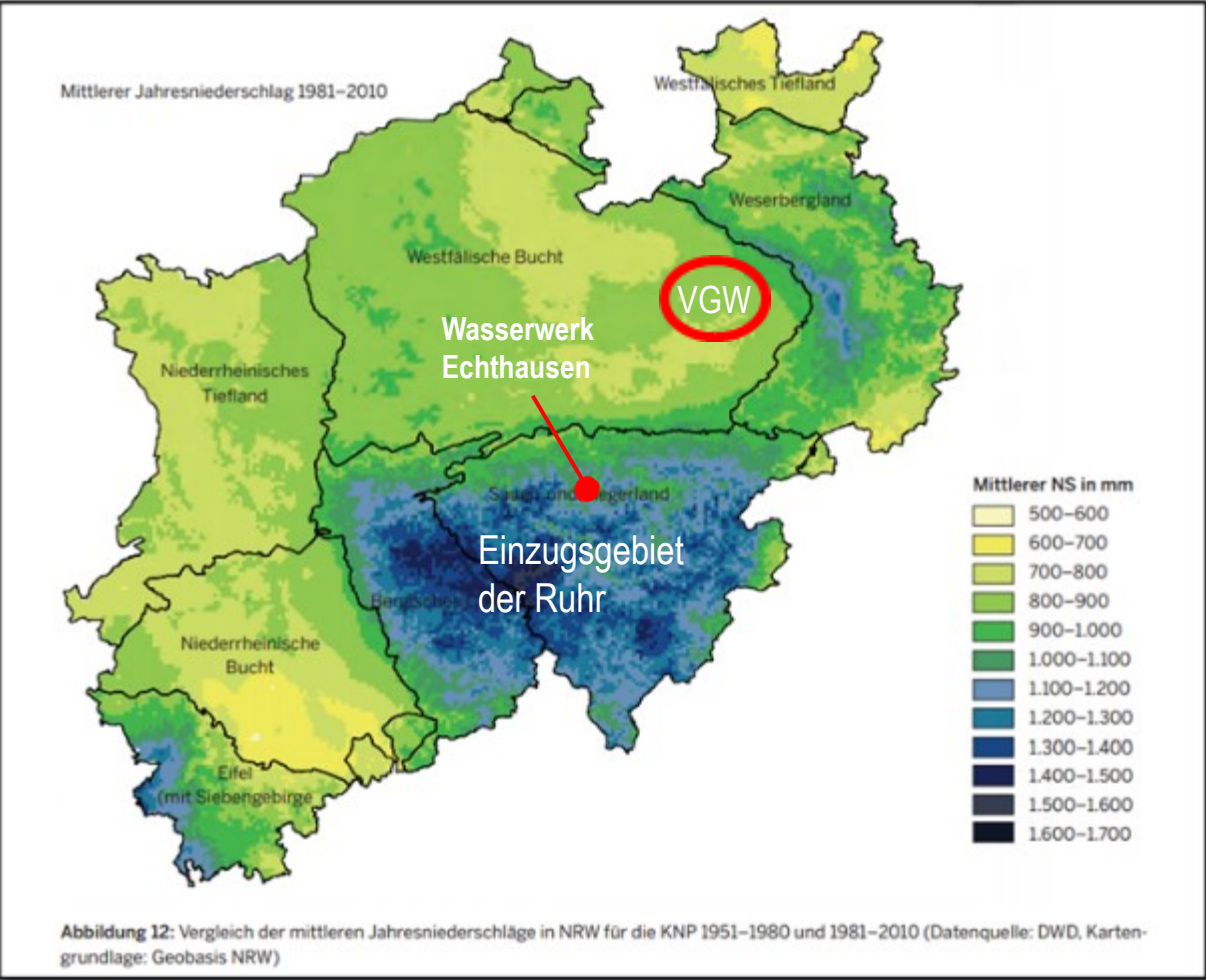 Mittlerer Jahresniederschlag 1981–2010
Westfälisches Tiefland
Weserbergland
Westfälische Bucht
VGW
Wasserwerk
Echthausen
Niederrheinisches
Tiefland
Einzugsgebiet
der Ruhr
Niederrheinische
Bucht
Eifel
(mit Siebengebirge
Mittlerer NS in mm
500–600
600–700
700–800
800–900
900–1.000
1.000–1.100
1.100–1.200
1.200–1.300
1.300–1.400
1.400–1.500
1.500–1.600
1.600–1.700
Abbildung 12: Vergleich der mittleren Jahresniederschläge in NRW für die KNP 1951–1980 und 1981–2010 (Datenquelle: DWD, Karten-
grundlage: Geobasis NRW)